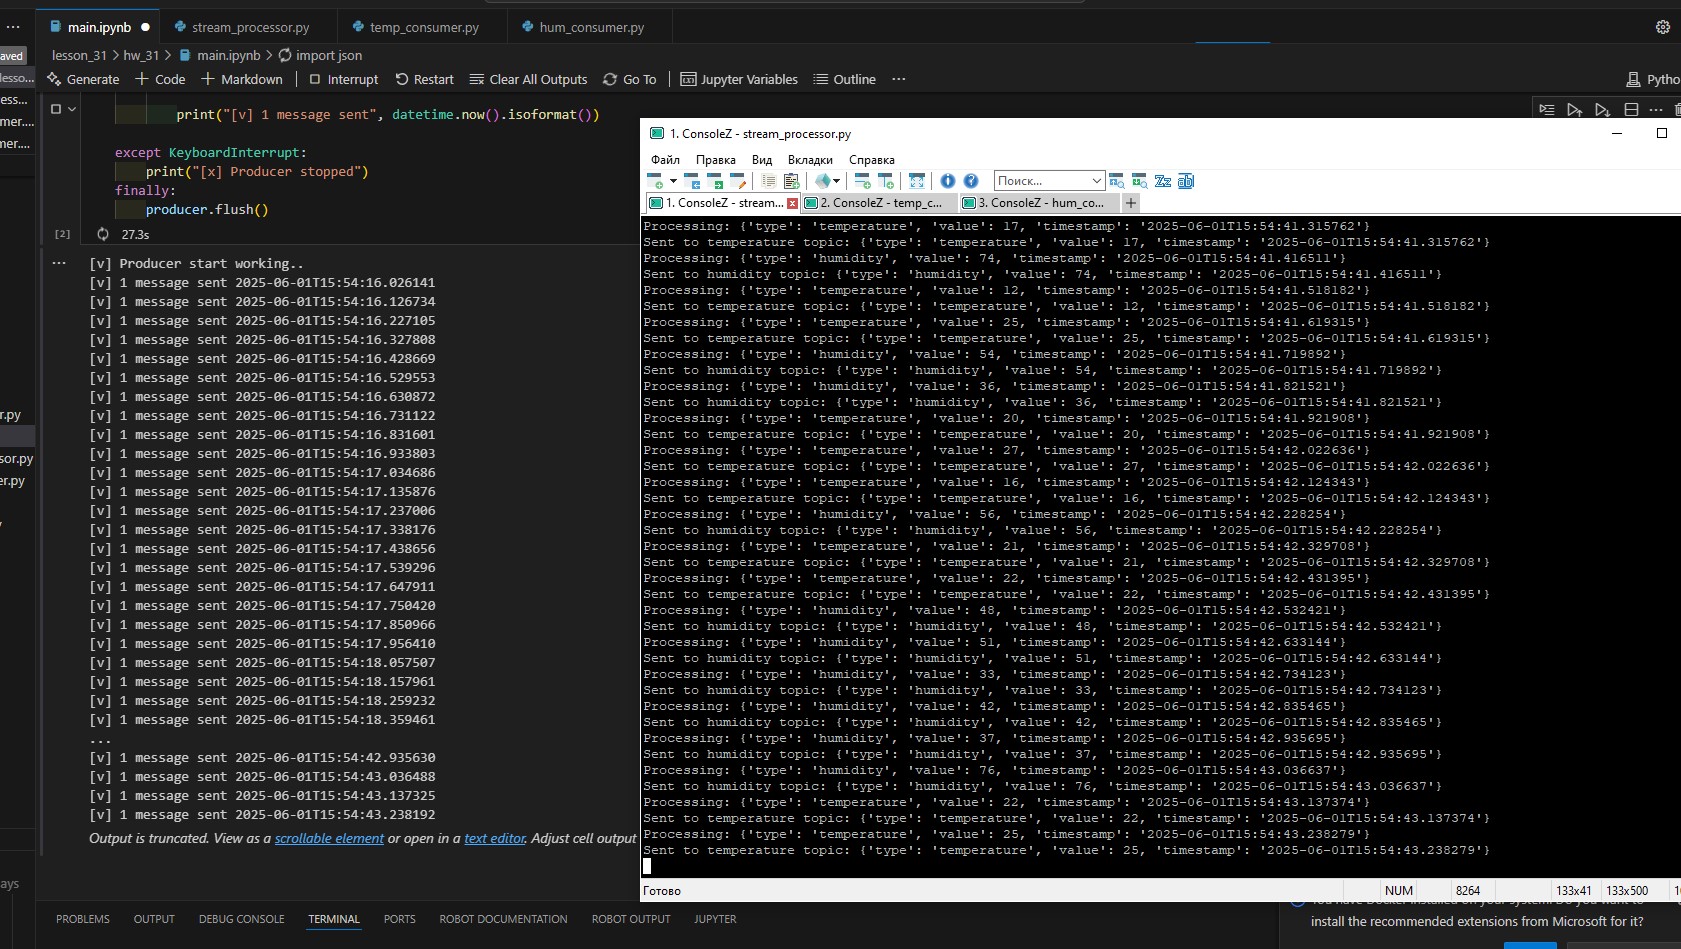 main.ipynb
stream_processor.py
temp_consumer.py
hum_consumer.py
aved
lesson_31 > hw_31 > main.ipynb > import json
lesso...
Generate + Code + Markdown Interrupt Restart Clear All Outputs Go To Jupyter Variables Outline ...
Pytho
ess...
mer....
mer....
print("[v] 1 message sent", datetime.now().isoformat())
except KeyboardInterrupt:
print("[x] Producer stopped")
finally:
producer.flush()
[2] 27.3s
[v] Producer start working..
[v] 1 message sent 2025-06-01T15:54:16.026141
[v] 1 message sent 2025-06-01T15:54:16.126734
[v] 1 message sent 2025-06-01T15:54:16.227105
[v] 1 message sent 2025-06-01T15:54:16.327808
[v] 1 message sent 2025-06-01T15:54:16.428669
[v] 1 message sent 2025-06-01T15:54:16.529553
[v] 1 message sent 2025-06-01T15:54:16.630872
[v] 1 message sent 2025-06-01T15:54:16.731122
[v] 1 message sent 2025-06-01T15:54:16.831601
[v] 1 message sent 2025-06-01T15:54:16.933803
[v] 1 message sent 2025-06-01T15:54:17.034686
[v] 1 message sent 2025-06-01T15:54:17.135876
[v] 1 message sent 2025-06-01T15:54:17.237006
[v] 1 message sent 2025-06-01T15:54:17.338176
[v] 1 message sent 2025-06-01T15:54:17.438656
[v] 1 message sent 2025-06-01T15:54:17.539296
[v] 1 message sent 2025-06-01T15:54:17.647911
[v] 1 message sent 2025-06-01T15:54:17.750420
[v] 1 message sent 2025-06-01T15:54:17.850966
[v] 1 message sent 2025-06-01T15:54:17.956410
[v] 1 message sent 2025-06-01T15:54:18.057507
[v] 1 message sent 2025-06-01T15:54:18.157961
[v] 1 message sent 2025-06-01T15:54:18.259232
[v] 1 message sent 2025-06-01T15:54:18.359461
...
[v] 1 message sent 2025-06-01T15:54:42.935630
[v] 1 message sent 2025-06-01T15:54:43.036488
[v] 1 message sent 2025-06-01T15:54:43.137325
[v] 1 message sent 2025-06-01T15:54:43.238192
Output is truncated. View as a scrollable element or open in a text editor. Adjust cell output
r.py
sor.py
er.py
ays
1. ConsoleZ - stream_processor.py
Файл Правка Вид Вкладки Справка
Поиск...
1. ConsoleZ - stream... 2. ConsoleZ - temp_c... 3. ConsoleZ - hum_co... +
Processing: {'type': 'temperature', 'value': 17, 'timestamp': '2025-06-01T15:54:41.315762'}
Sent to temperature topic: {'type': 'temperature', 'value': 17, 'timestamp': '2025-06-01T15:54:41.315762'}
Processing: {'type': 'humidity', 'value': 74, 'timestamp': '2025-06-01T15:54:41.416511'}
Sent to humidity topic: {'type': 'humidity', 'value': 74, 'timestamp': '2025-06-01T15:54:41.416511'}
Processing: {'type': 'temperature', 'value': 12, 'timestamp': '2025-06-01T15:54:41.518182'}
Sent to temperature topic: {'type': 'temperature', 'value': 12, 'timestamp': '2025-06-01T15:54:41.518182'}
Processing: {'type': 'temperature', 'value': 25, 'timestamp': '2025-06-01T15:54:41.619315'}
Sent to temperature topic: {'type': 'temperature', 'value': 25, 'timestamp': '2025-06-01T15:54:41.619315'}
Processing: {'type': 'humidity', 'value': 54, 'timestamp': '2025-06-01T15:54:41.719892'}
Sent to humidity topic: {'type': 'humidity', 'value': 54, 'timestamp': '2025-06-01T15:54:41.719892'}
Processing: {'type': 'humidity', 'value': 36, 'timestamp': '2025-06-01T15:54:41.821521'}
Sent to humidity topic: {'type': 'humidity', 'value': 36, 'timestamp': '2025-06-01T15:54:41.821521'}
Processing: {'type': 'temperature', 'value': 20, 'timestamp': '2025-06-01T15:54:41.921908'}
Sent to temperature topic: {'type': 'temperature', 'value': 20, 'timestamp': '2025-06-01T15:54:41.921908'}
Processing: {'type': 'temperature', 'value': 27, 'timestamp': '2025-06-01T15:54:42.022636'}
Sent to temperature topic: {'type': 'temperature', 'value': 27, 'timestamp': '2025-06-01T15:54:42.022636'}
Processing: {'type': 'temperature', 'value': 16, 'timestamp': '2025-06-01T15:54:42.124343'}
Sent to temperature topic: {'type': 'temperature', 'value': 16, 'timestamp': '2025-06-01T15:54:42.124343'}
Processing: {'type': 'humidity', 'value': 56, 'timestamp': '2025-06-01T15:54:42.228254'}
Sent to humidity topic: {'type': 'humidity', 'value': 56, 'timestamp': '2025-06-01T15:54:42.228254'}
Processing: {'type': 'temperature', 'value': 21, 'timestamp': '2025-06-01T15:54:42.329708'}
Sent to temperature topic: {'type': 'temperature', 'value': 21, 'timestamp': '2025-06-01T15:54:42.329708'}
Processing: {'type': 'temperature', 'value': 22, 'timestamp': '2025-06-01T15:54:42.431395'}
Sent to temperature topic: {'type': 'temperature', 'value': 22, 'timestamp': '2025-06-01T15:54:42.431395'}
Processing: {'type': 'humidity', 'value': 48, 'timestamp': '2025-06-01T15:54:42.532421'}
Sent to humidity topic: {'type': 'humidity', 'value': 48, 'timestamp': '2025-06-01T15:54:42.532421'}
Processing: {'type': 'humidity', 'value': 51, 'timestamp': '2025-06-01T15:54:42.633144'}
Sent to humidity topic: {'type': 'humidity', 'value': 51, 'timestamp': '2025-06-01T15:54:42.633144'}
Processing: {'type': 'humidity', 'value': 33, 'timestamp': '2025-06-01T15:54:42.734123'}
Sent to humidity topic: {'type': 'humidity', 'value': 33, 'timestamp': '2025-06-01T15:54:42.734123'}
Processing: {'type': 'humidity', 'value': 42, 'timestamp': '2025-06-01T15:54:42.835465'}
Sent to humidity topic: {'type': 'humidity', 'value': 42, 'timestamp': '2025-06-01T15:54:42.835465'}
Processing: {'type': 'humidity', 'value': 37, 'timestamp': '2025-06-01T15:54:42.935695'}
Sent to humidity topic: {'type': 'humidity', 'value': 37, 'timestamp': '2025-06-01T15:54:42.935695'}
Processing: {'type': 'humidity', 'value': 76, 'timestamp': '2025-06-01T15:54:43.036637'}
Sent to humidity topic: {'type': 'humidity', 'value': 76, 'timestamp': '2025-06-01T15:54:43.036637'}
Processing: {'type': 'temperature', 'value': 22, 'timestamp': '2025-06-01T15:54:43.137374'}
Sent to temperature topic: {'type': 'temperature', 'value': 22, 'timestamp': '2025-06-01T15:54:43.137374'}
Processing: {'type': 'temperature', 'value': 25, 'timestamp': '2025-06-01T15:54:43.238279'}
Sent to temperature topic: {'type': 'temperature', 'value': 25, 'timestamp': '2025-06-01T15:54:43.238279'}
Готово NUM 8264 133x41 133x500
PROBLEMS OUTPUT DEBUG CONSOLE TERMINAL PORTS ROBOT DOCUMENTATION ROBOT OUTPUT JUPYTER
You have Docker installed on your system. Do you want to
install the recommended extensions from Microsoft for it?